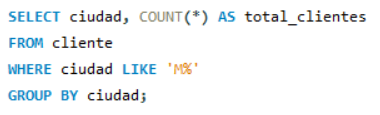 SELECT ciudad, COUNT(*) AS total_clientes
FROM cliente
WHERE ciudad LIKE 'M%'
GROUP BY ciudad;